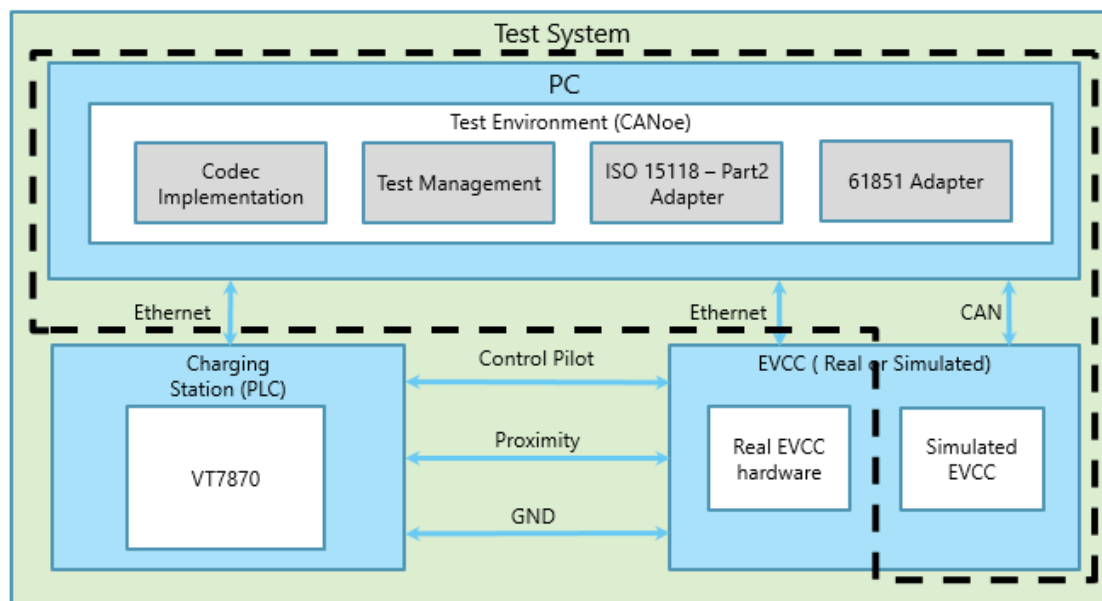 Test System
PC
Test Environment (CANoe)
Codec
Implementation
Test Management
ISO 15118 – Part2
Adapter
61851 Adapter
Ethernet
Ethernet
CAN
Charging
Station (PLC)
VT7870
Control Pilot
Proximity
GND
EVCC ( Real or Simulated)
Real EVCC
hardware
Simulated
EVCC